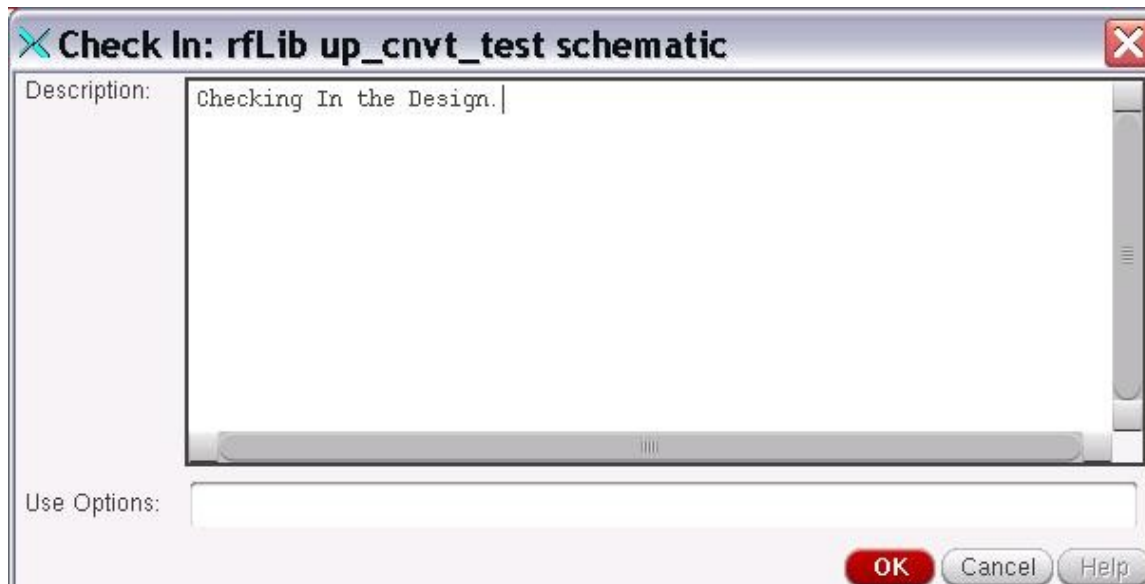 Check In: rfLib up_cnvt_test schematic
Description:
Checking In the Design.
Use Options:
OK Cancel Help